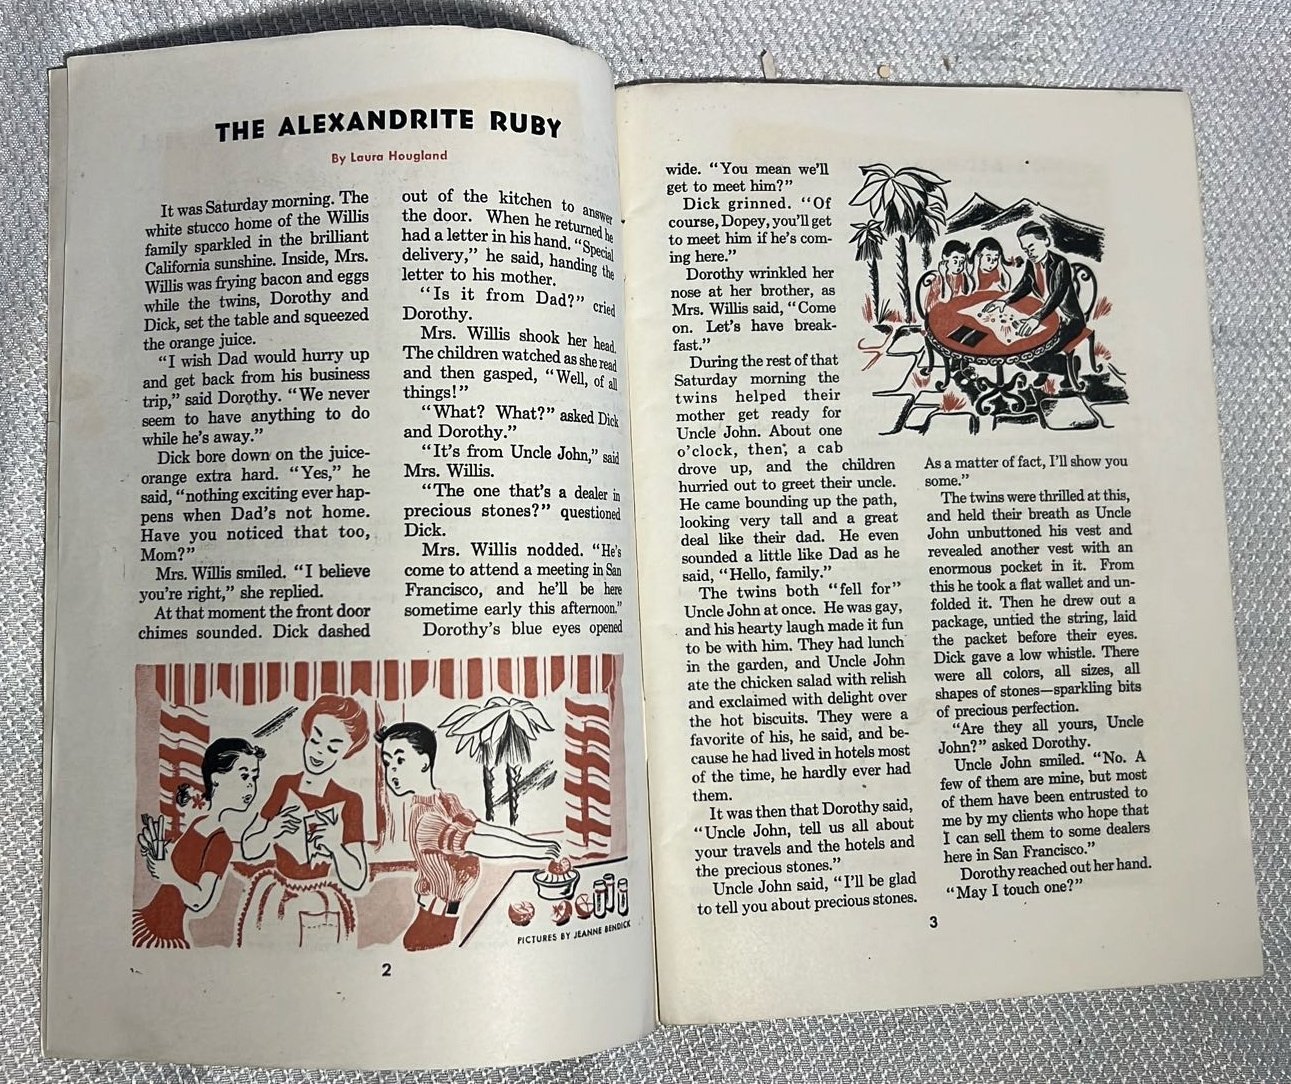 THE ALEXANDRITE RUBY
By Laura Hougland
It was Saturday morning. The
white stucco home of the Willis
family sparkled in the brilliant
California sunshine. Inside, Mrs.
Willis was frying bacon and eggs
while the twins, Dorothy and
Dick, set the table and squeezed
the orange juice.
“I wish Dad would hurry up
and get back from his business
trip,” said Dorothy. “We never
seem to have anything to do
while he's away.”
Dick bore down on the juice-
orange extra hard. “Yes,” he
said, “nothing exciting ever hap-
pens when Dad's not home.
Have you noticed that too,
Mom?”
Mrs. Willis smiled. “I believe
you're right,” she replied.
At that moment the front door
chimes sounded. Dick dashed
out of the kitchen to answer
the door. When he returned he
had a letter in his hand. “Special
delivery,” he said, handing the
letter to his mother.
“Is it from Dad?” cried
Dorothy.
Mrs. Willis shook her head.
The children watched as she read
and then gasped, “Well, of all
things!”
“What? What?” asked Dick
and Dorothy.”
“It's from Uncle John,” said
Mrs. Willis.
“The one that's a dealer in
precious stones?” questioned
Dick.
Mrs. Willis nodded. “He's
come to attend a meeting in San
Francisco, and he'll be here
sometime early this afternoon.”
Dorothy's blue eyes opened
PICTURES BY JEANNE BENDICK
2
wide. “You mean we'll
get to meet him?”
Dick grinned. “Of
course, Dopey, you'll get
to meet him if he's com-
ing here.”
Dorothy wrinkled her
nose at her brother, as
Mrs. Willis said, “Come
on. Let's have break-
fast.”
During the rest of that
Saturday morning the
twins helped their
mother get ready for
Uncle John. About one
o'clock, then, a cab
drove up, and the children
hurried out to greet their uncle.
He came bounding up the path,
looking very tall and a great
deal like their dad. He even
sounded a little like Dad as he
said, “Hello, family.”
The twins both “fell for”
Uncle John at once. He was gay,
and his hearty laugh made it fun
to be with him. They had lunch
in the garden, and Uncle John
ate the chicken salad with relish
and exclaimed with delight over
the hot biscuits. They were a
favorite of his, he said, and be-
cause he had lived in hotels most
of the time, he hardly ever had
them.
It was then that Dorothy said,
“Uncle John, tell us all about
your travels and the hotels and
the precious stones.”
Uncle John said, “I'll be glad
to tell you about precious stones.
As a matter of fact, I'll show you
some.”
The twins were thrilled at this,
and held their breath as Uncle
John unbuttoned his vest and
revealed another vest with an
enormous pocket in it. From
this he took a flat wallet and un-
folded it. Then he drew out a
package, untied the string, laid
the packet before their eyes.
Dick gave a low whistle. There
were all colors, all sizes, all
shapes of stones—sparkling bits
of precious perfection.
“Are they all yours, Uncle
John?” asked Dorothy.
Uncle John smiled. “No. A
few of them are mine, but most
of them have been entrusted to
me by my clients who hope that
I can sell them to some dealers
here in San Francisco.”
Dorothy reached out her hand.
“May I touch one?”
3